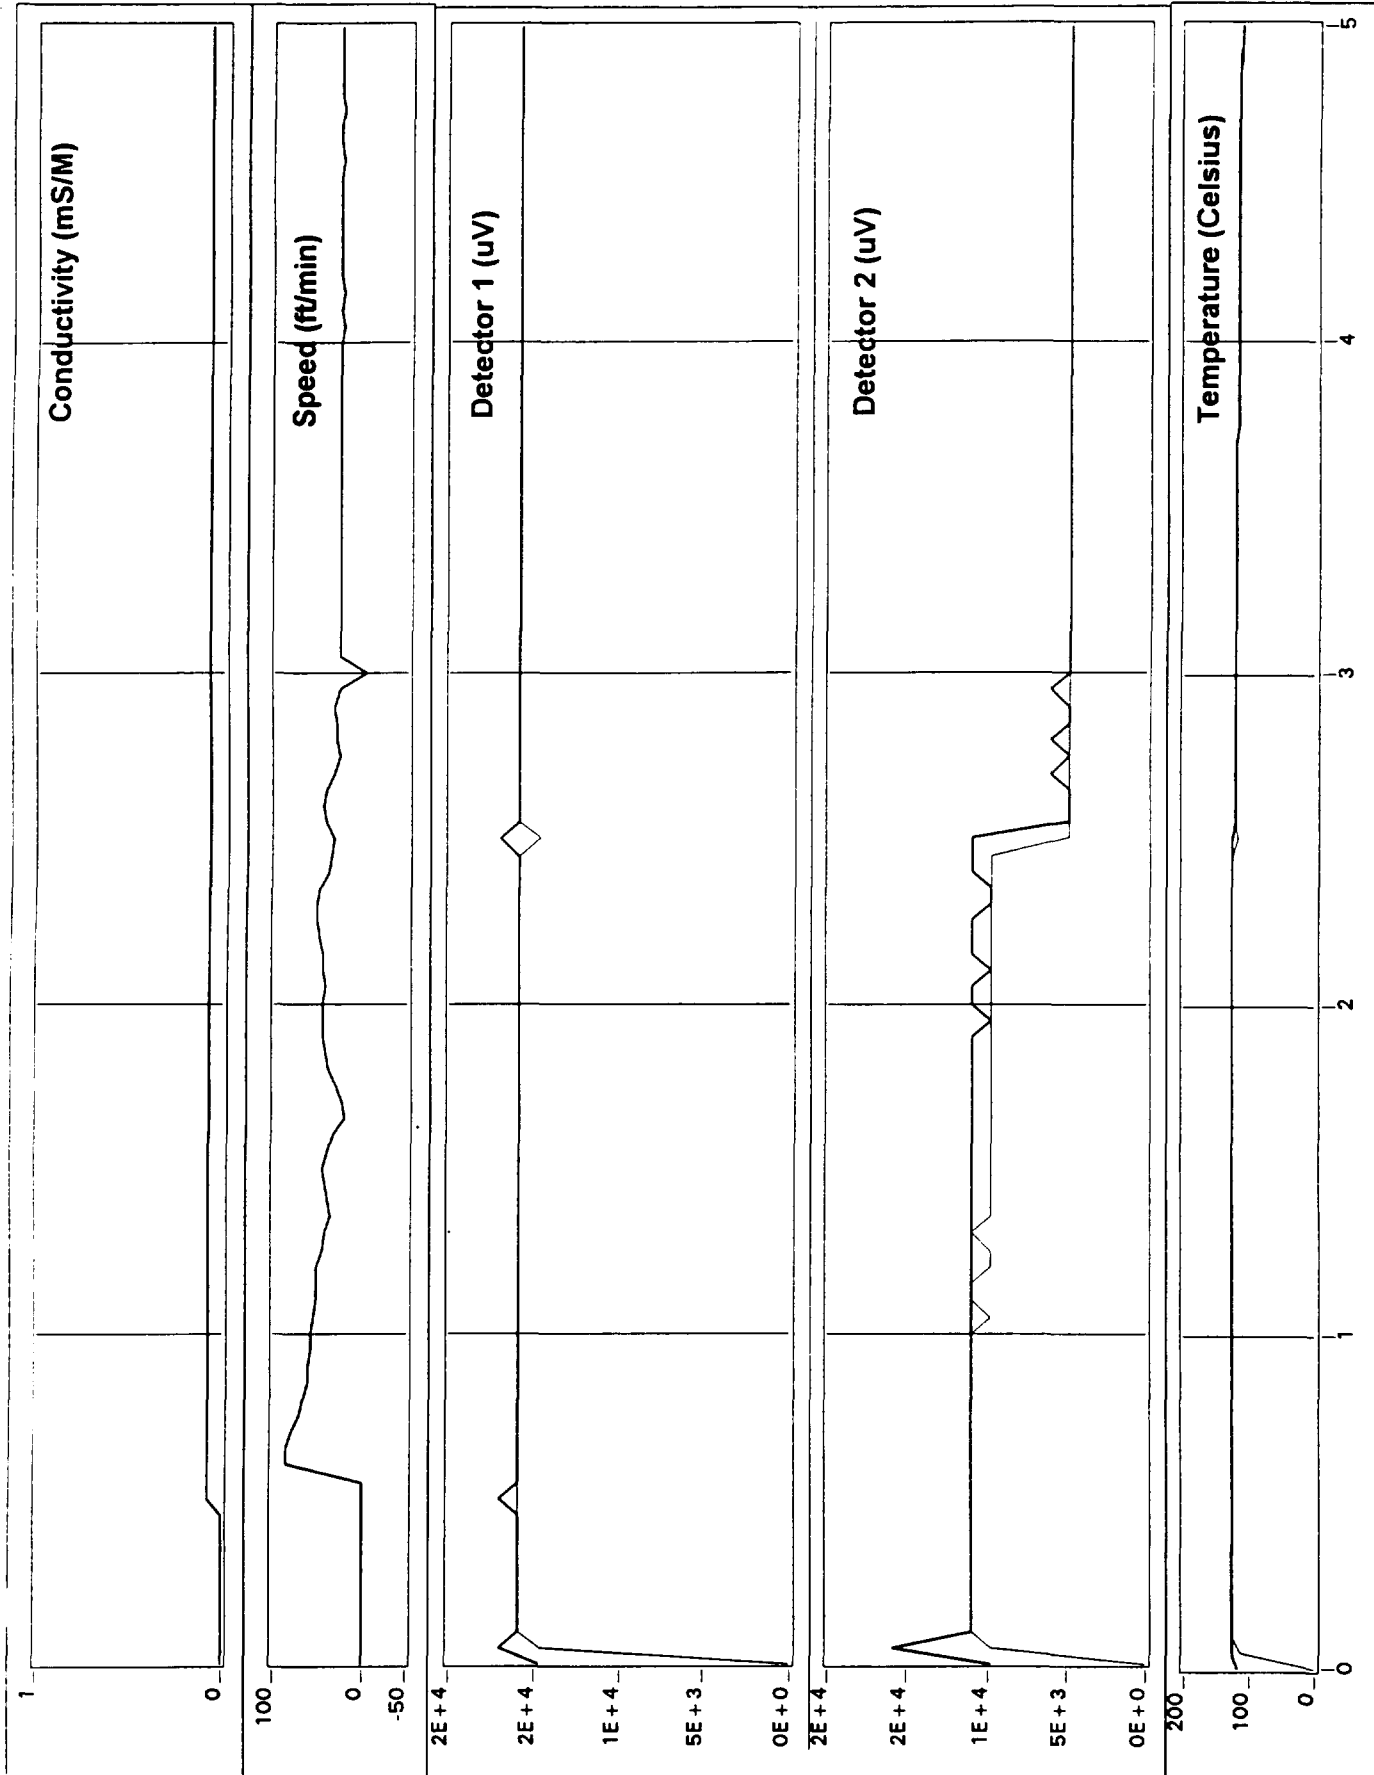 Conductivity (mS/M)
1
0
Speed (ft/min)
100
0
-50
Detector 1 (uV)
2E + 4
2E + 4
1E + 4
5E + 3
0E + 0
Detector 2 (uV)
2E + 4
2E + 4
1E + 4
5E + 3
0E + 0
Temperature (Celsius)
200
100
0
0
1
2
3
4
5